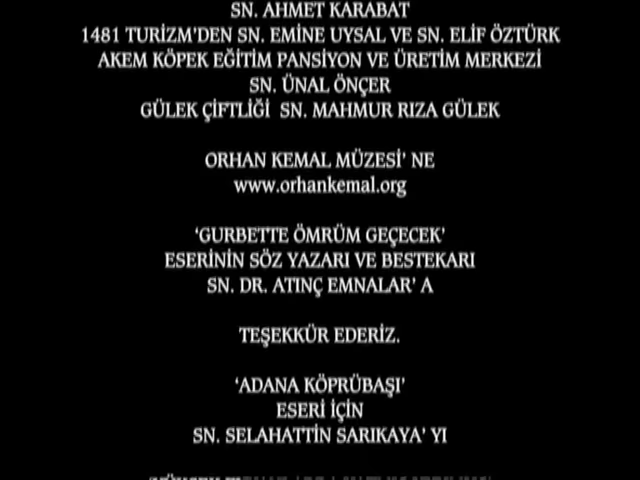 SN. AHMET KARABAT
1481 TURİZM'DEN SN. EMİNE UYSAL VE SN. ELİF ÖZTÜRK
AKEM KÖPEK EĞİTİM PANSİYON VE ÜRETİM MERKEZİ
SN. ÜNAL ÖNÇER
GÜLEK ÇİFTLİĞİ SN. MAHMUR RIZA GÜLEK
ORHAN KEMAL MÜZESİ' NE
www.orhankemal.org
'GURBETTE ÖMRÜM GEÇECEK'
ESERİNİN SÖZ YAZARI VE BESTEKARI
SN. DR. ATINÇ EMNALAR' A
TEŞEKKÜR EDERİZ.
'ADANA KÖPRÜBAŞI'
ESERİ İÇİN
SN. SELAHATTİN SARIKAYA' YI